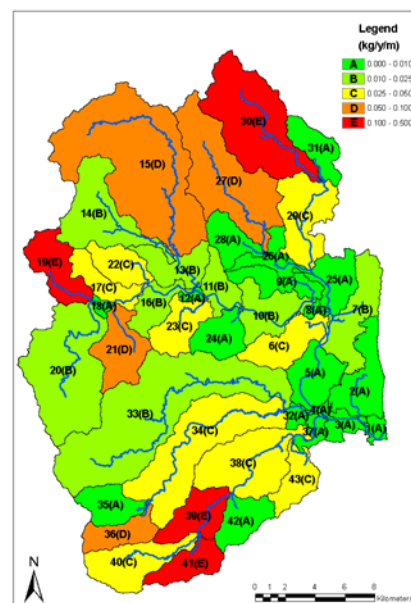 Legend
(kg/y/m)
A 0.000 - 0.010
B 0.010 - 0.025
C 0.025 - 0.050
D 0.050 - 0.100
E 0.100 - 0.500
30(E)
31(A)
15(D)
27(D)
14(B)
29(C)
28(A)
26(A)
19(E)
22(C)
13(B)
9(A)
25(A)
17(C)
11(B)
12(A)
18(A)
16(B)
10(B)
8(A)
7(B)
23(C)
24(A)
6(C)
21(D)
20(B)
5(A)
2(A)
33(B)
4(A)
32(A)
3(A)
1(A)
34(C)
37(A)
38(C)
43(C)
35(A)
39(E)
42(A)
36(D)
40(C)
41(E)
N
0 2 4 6 8
Kilometers